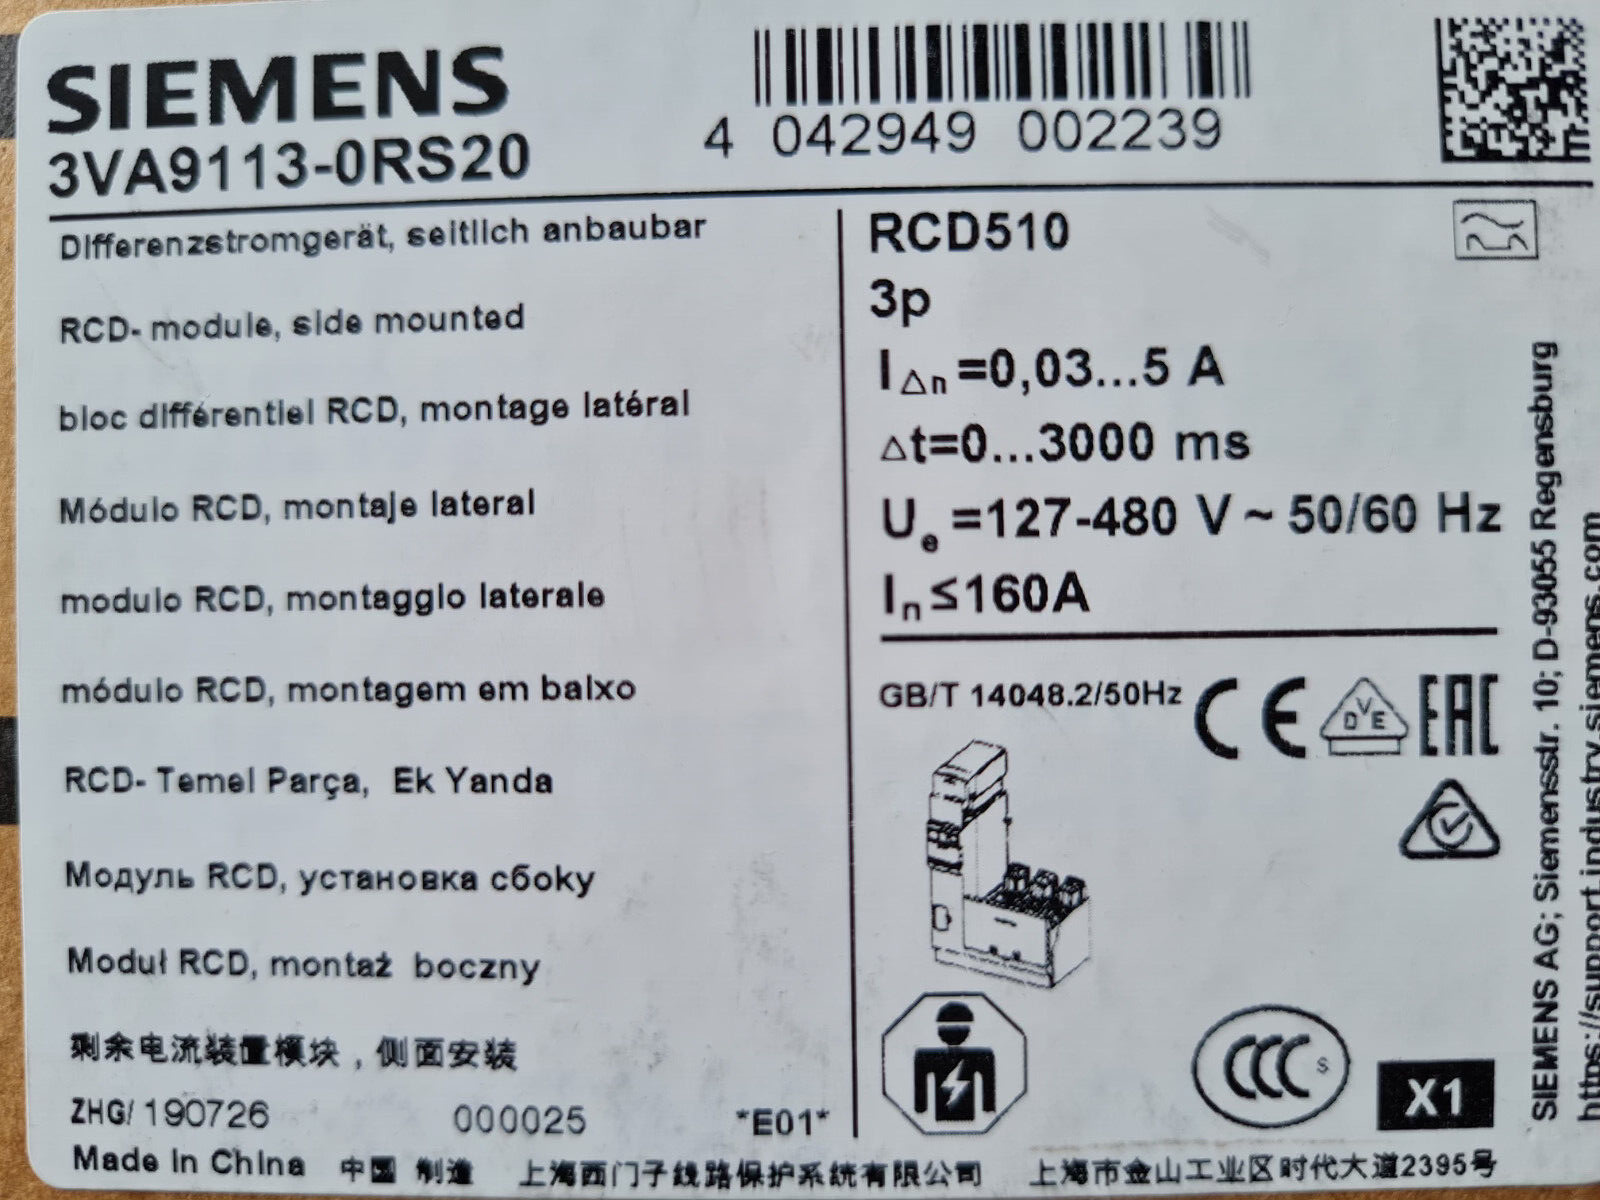 SIEMENS
3VA9113-0RS20
4 042949 002239
Differenzstromgerät, seitlich anbaubar
RCD- module, side mounted
bloc différentiel RCD, montage latéral
Módulo RCD, montaje lateral
modulo RCD, montaggio laterale
módulo RCD, montagem em baixo
RCD- Temel Parça, Ek Yanda
Модуль RCD, установка сбоку
Moduł RCD, montaż boczny
剩余电流装置模块，侧面安装
ZHG/ 190726 000025 *E01*
Made in China 中国 制造 上海西门子线路保护系统有限公司 上海市金山工业区时代大道2395号
RCD510
3p
I△n=0,03...5 A
△t=0...3000 ms
Ue=127-480 V ~ 50/60 Hz
In≤160A
GB/T 14048.2/50Hz CE VDE EAC
CCC S
X1
SIEMENS AG; Siemensstr. 10; D-93055 Regensburg
https://support.industry.siemens.com